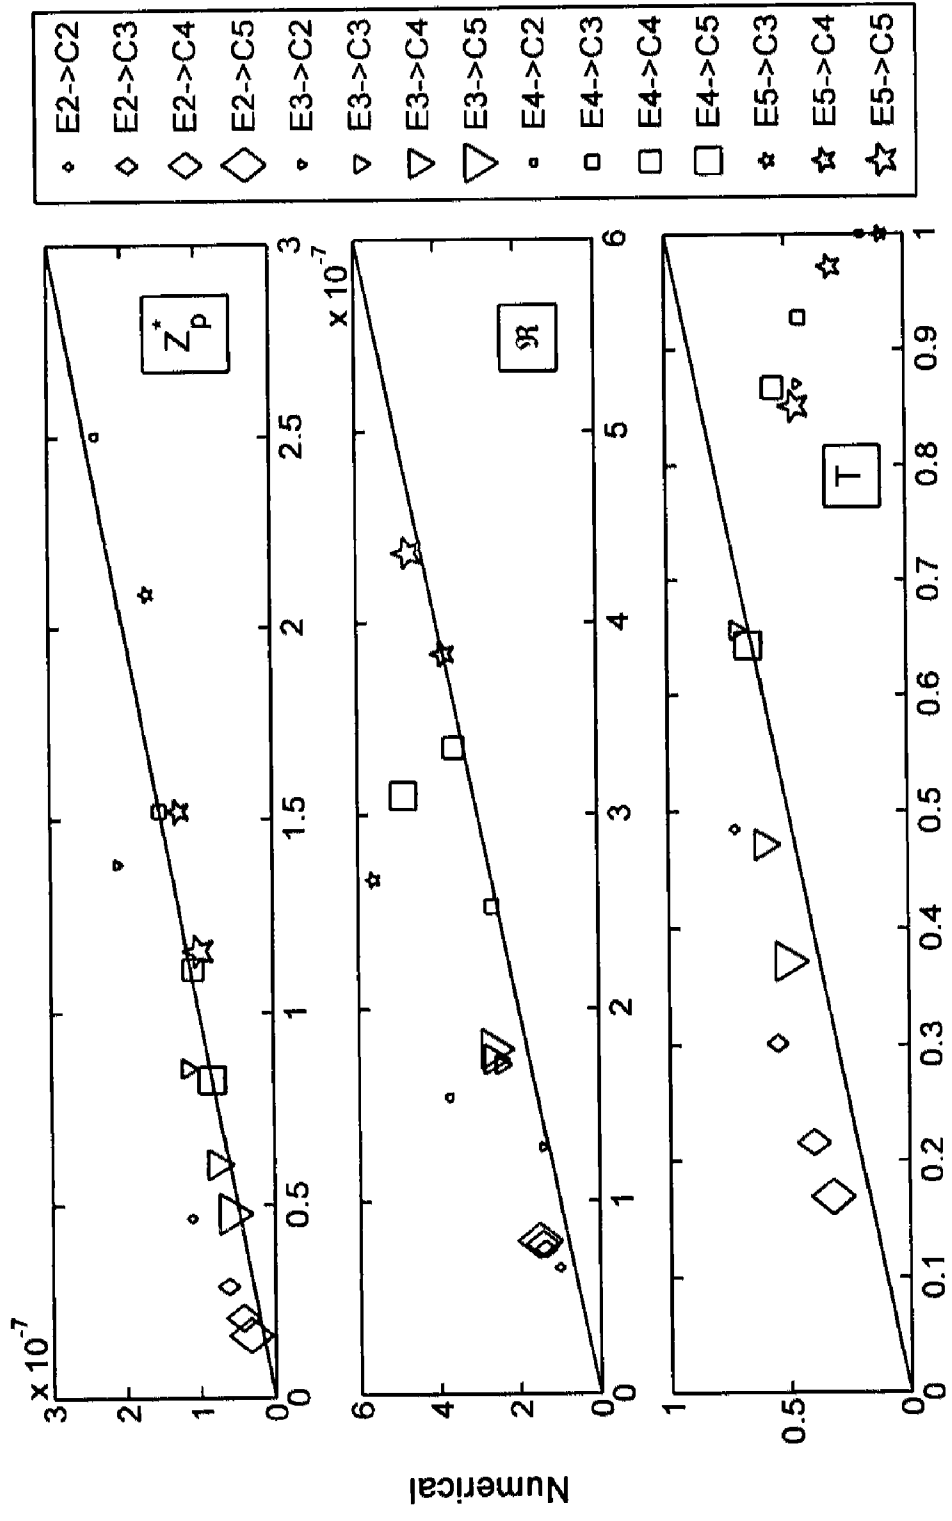 x 10^-7
3
2
1
0
0
0.5
1
1.5
2
2.5
3
Z*p
x 10^-7
6
4
2
0
0
1
2
3
4
5
6
ℜ
1
0.5
0
0
0.1
0.2
0.3
0.4
0.5
0.6
0.7
0.8
0.9
1
T
Numerical
E2->C2
E2->C3
E2->C4
E2->C5
E3->C2
E3->C3
E3->C4
E3->C5
E4->C2
E4->C3
E4->C4
E4->C5
E5->C3
E5->C4
E5->C5